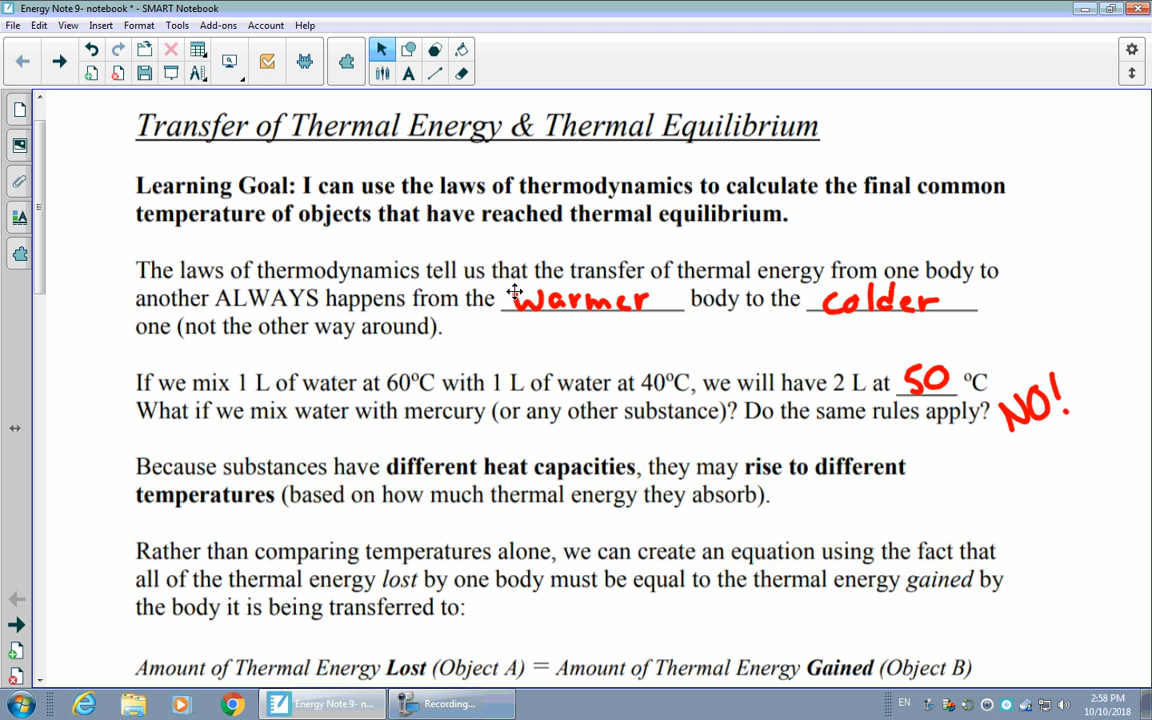 Energy Note 9- notebook * - SMART Notebook
File Edit View Insert Format Tools Add-ons Account Help
Transfer of Thermal Energy & Thermal Equilibrium
Learning Goal: I can use the laws of thermodynamics to calculate the final common
temperature of objects that have reached thermal equilibrium.
The laws of thermodynamics tell us that the transfer of thermal energy from one body to
another ALWAYS happens from the warmer body to the colder
one (not the other way around).
If we mix 1 L of water at 60ºC with 1 L of water at 40ºC, we will have 2 L at 50 ºC
What if we mix water with mercury (or any other substance)? Do the same rules apply? NO!
Because substances have different heat capacities, they may rise to different
temperatures (based on how much thermal energy they absorb).
Rather than comparing temperatures alone, we can create an equation using the fact that
all of the thermal energy lost by one body must be equal to the thermal energy gained by
the body it is being transferred to:
Amount of Thermal Energy Lost (Object A) = Amount of Thermal Energy Gained (Object B)
Energy Note 9- n... Recording... EN 2:58 PM
10/10/2018